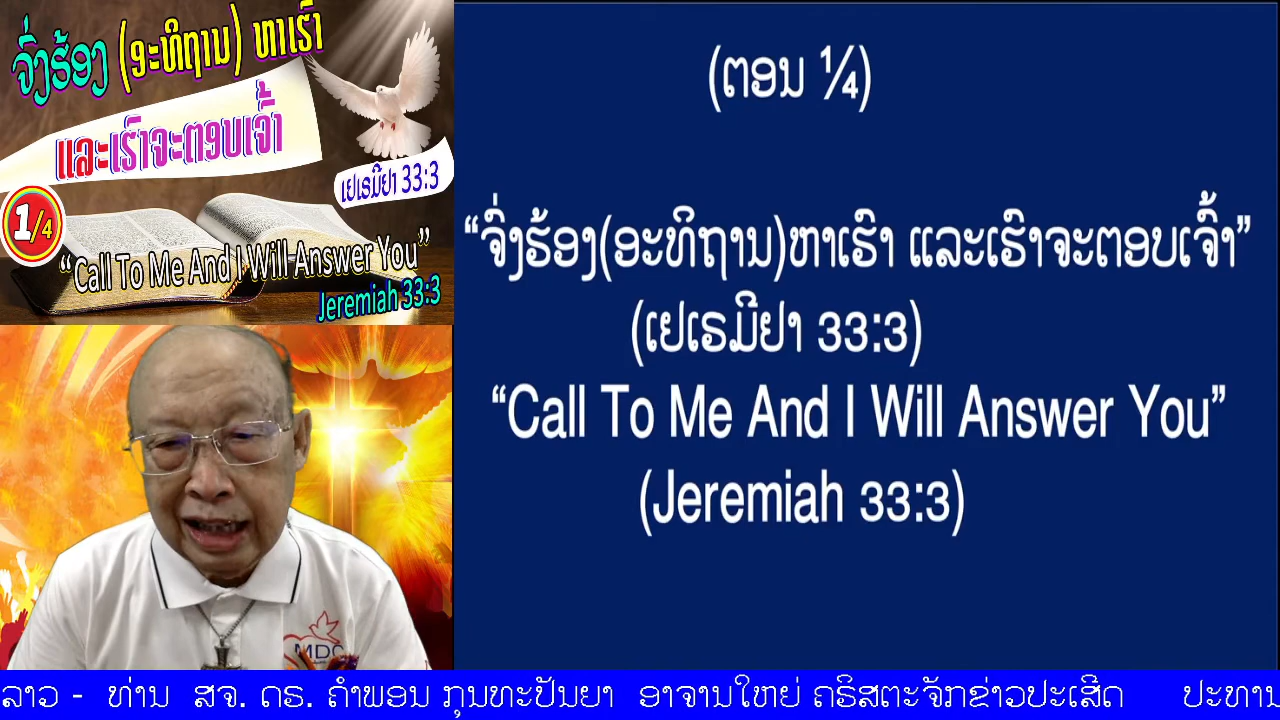 ຈົ່ງຮ້ອງ (ອະທິຖານ) ຫາເຮົາ
ແລະເຮົາຈະຕອບເຈົ້າ
ເຢເຣມີຢາ 33:3
1/4
“Call To Me And I Will Answer You”
Jeremiah 33:3
(ຕອນ ¼)
“ຈົ່ງຮ້ອງ(ອະທິຖານ)ຫາເຮົາ ແລະເຮົາຈະຕອບເຈົ້າ”
(ເຢເຣມີຢາ 33:3)
“Call To Me And I Will Answer You”
(Jeremiah 33:3)
MDC
ລາວ - ທ່ານ ສຈ. ດຣ. ຄຳພອນ ກຸນທະປັນຍາ ອາຈານໃຫຍ່ ຄຣິສຕະຈັກຂ່າວປະເສີດ ປະທານ